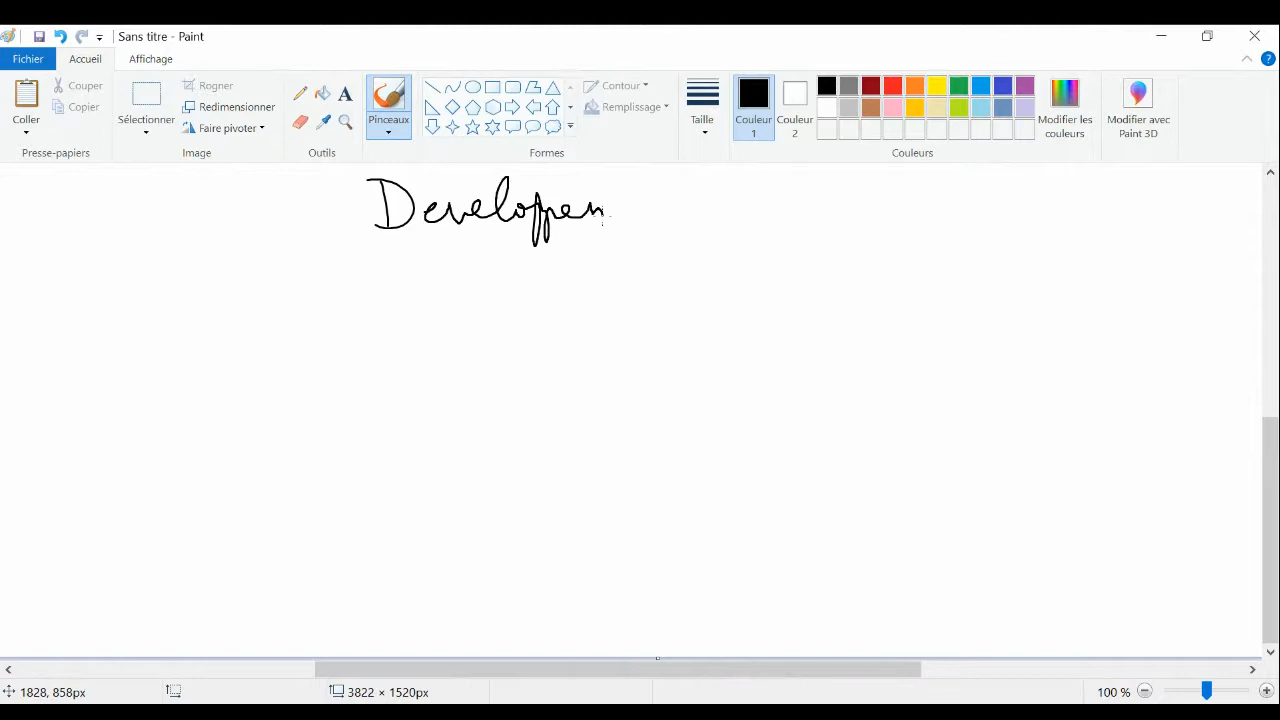 Sans titre - Paint
Fichier Accueil Affichage
Coller
Couper
Copier
Presse-papiers
Sélectionner
Rogner
Redimensionner
Faire pivoter
Image
A
Outils
Pinceaux
Contour
Remplissage
Formes
Taille
Couleur 1
Couleur 2
Modifier les couleurs
Modifier avec Paint 3D
Couleurs
Developpem
1828, 858px 3822 × 1520px 100 %